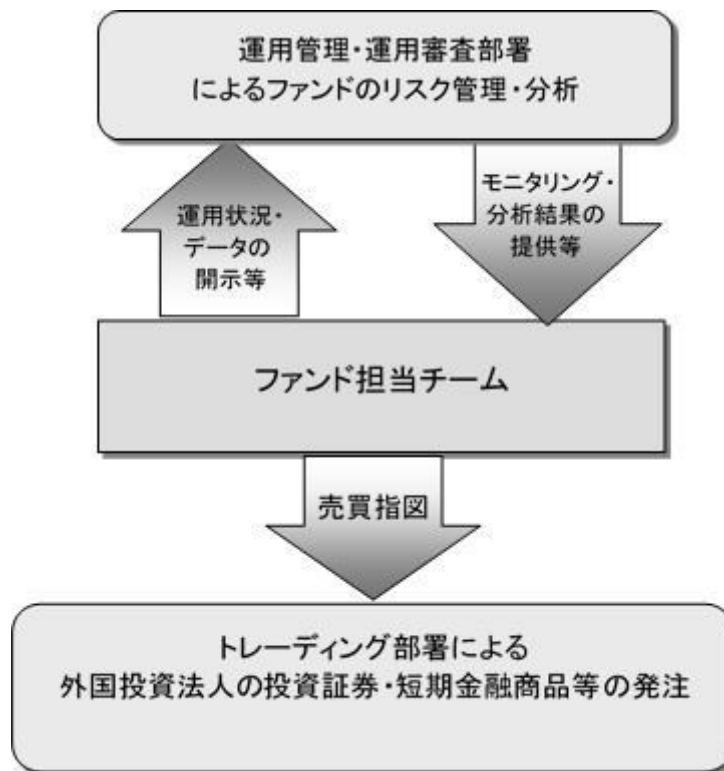 運用管理・運用審査部署
によるファンドのリスク管理・分析
運用状況・
データの
開示等
モニタリング・
分析結果の
提供等
ファンド担当チーム
売買指図
トレーディング部署による
外国投資法人の投資証券・短期金融商品等の発注